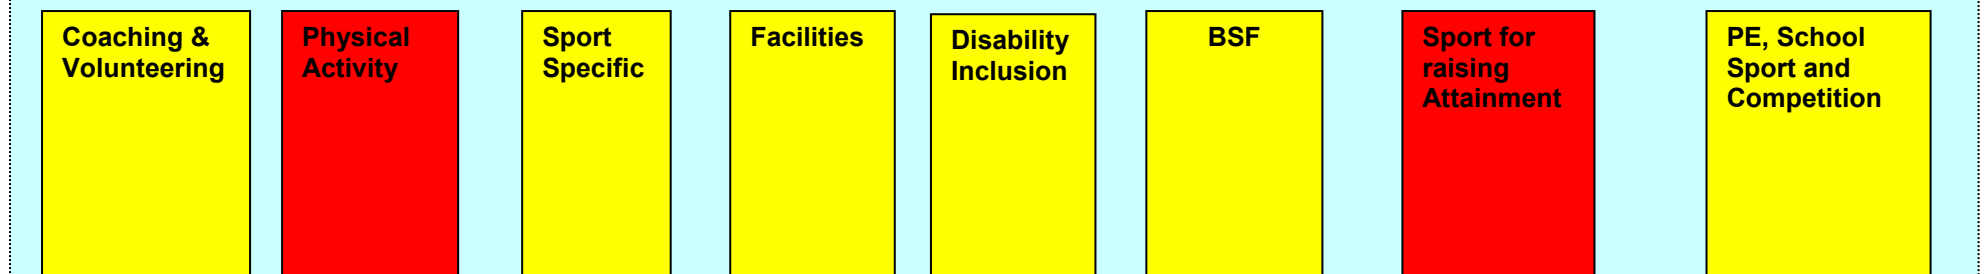 Coaching &
Volunteering
Physical
Activity
Sport
Specific
Facilities
Disability
Inclusion
BSF
Sport for
raising
Attainment
PE, School
Sport and
Competition